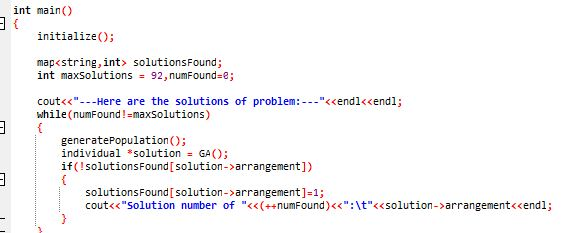 int main()
{
initialize();
map<string,int> solutionsFound;
int maxSolutions = 92,numFound=0;
cout<<"---Here are the solutions of problem:---"<<endl<<endl;
while(numFound!=maxSolutions)
{
generatePopulation();
individual *solution = GA();
if(!solutionsFound[solution->arrangement])
{
solutionsFound[solution->arrangement]=1;
cout<<"Solution number of "<<(++numFound)<<":\t"<<solution->arrangement<<endl;
}
}